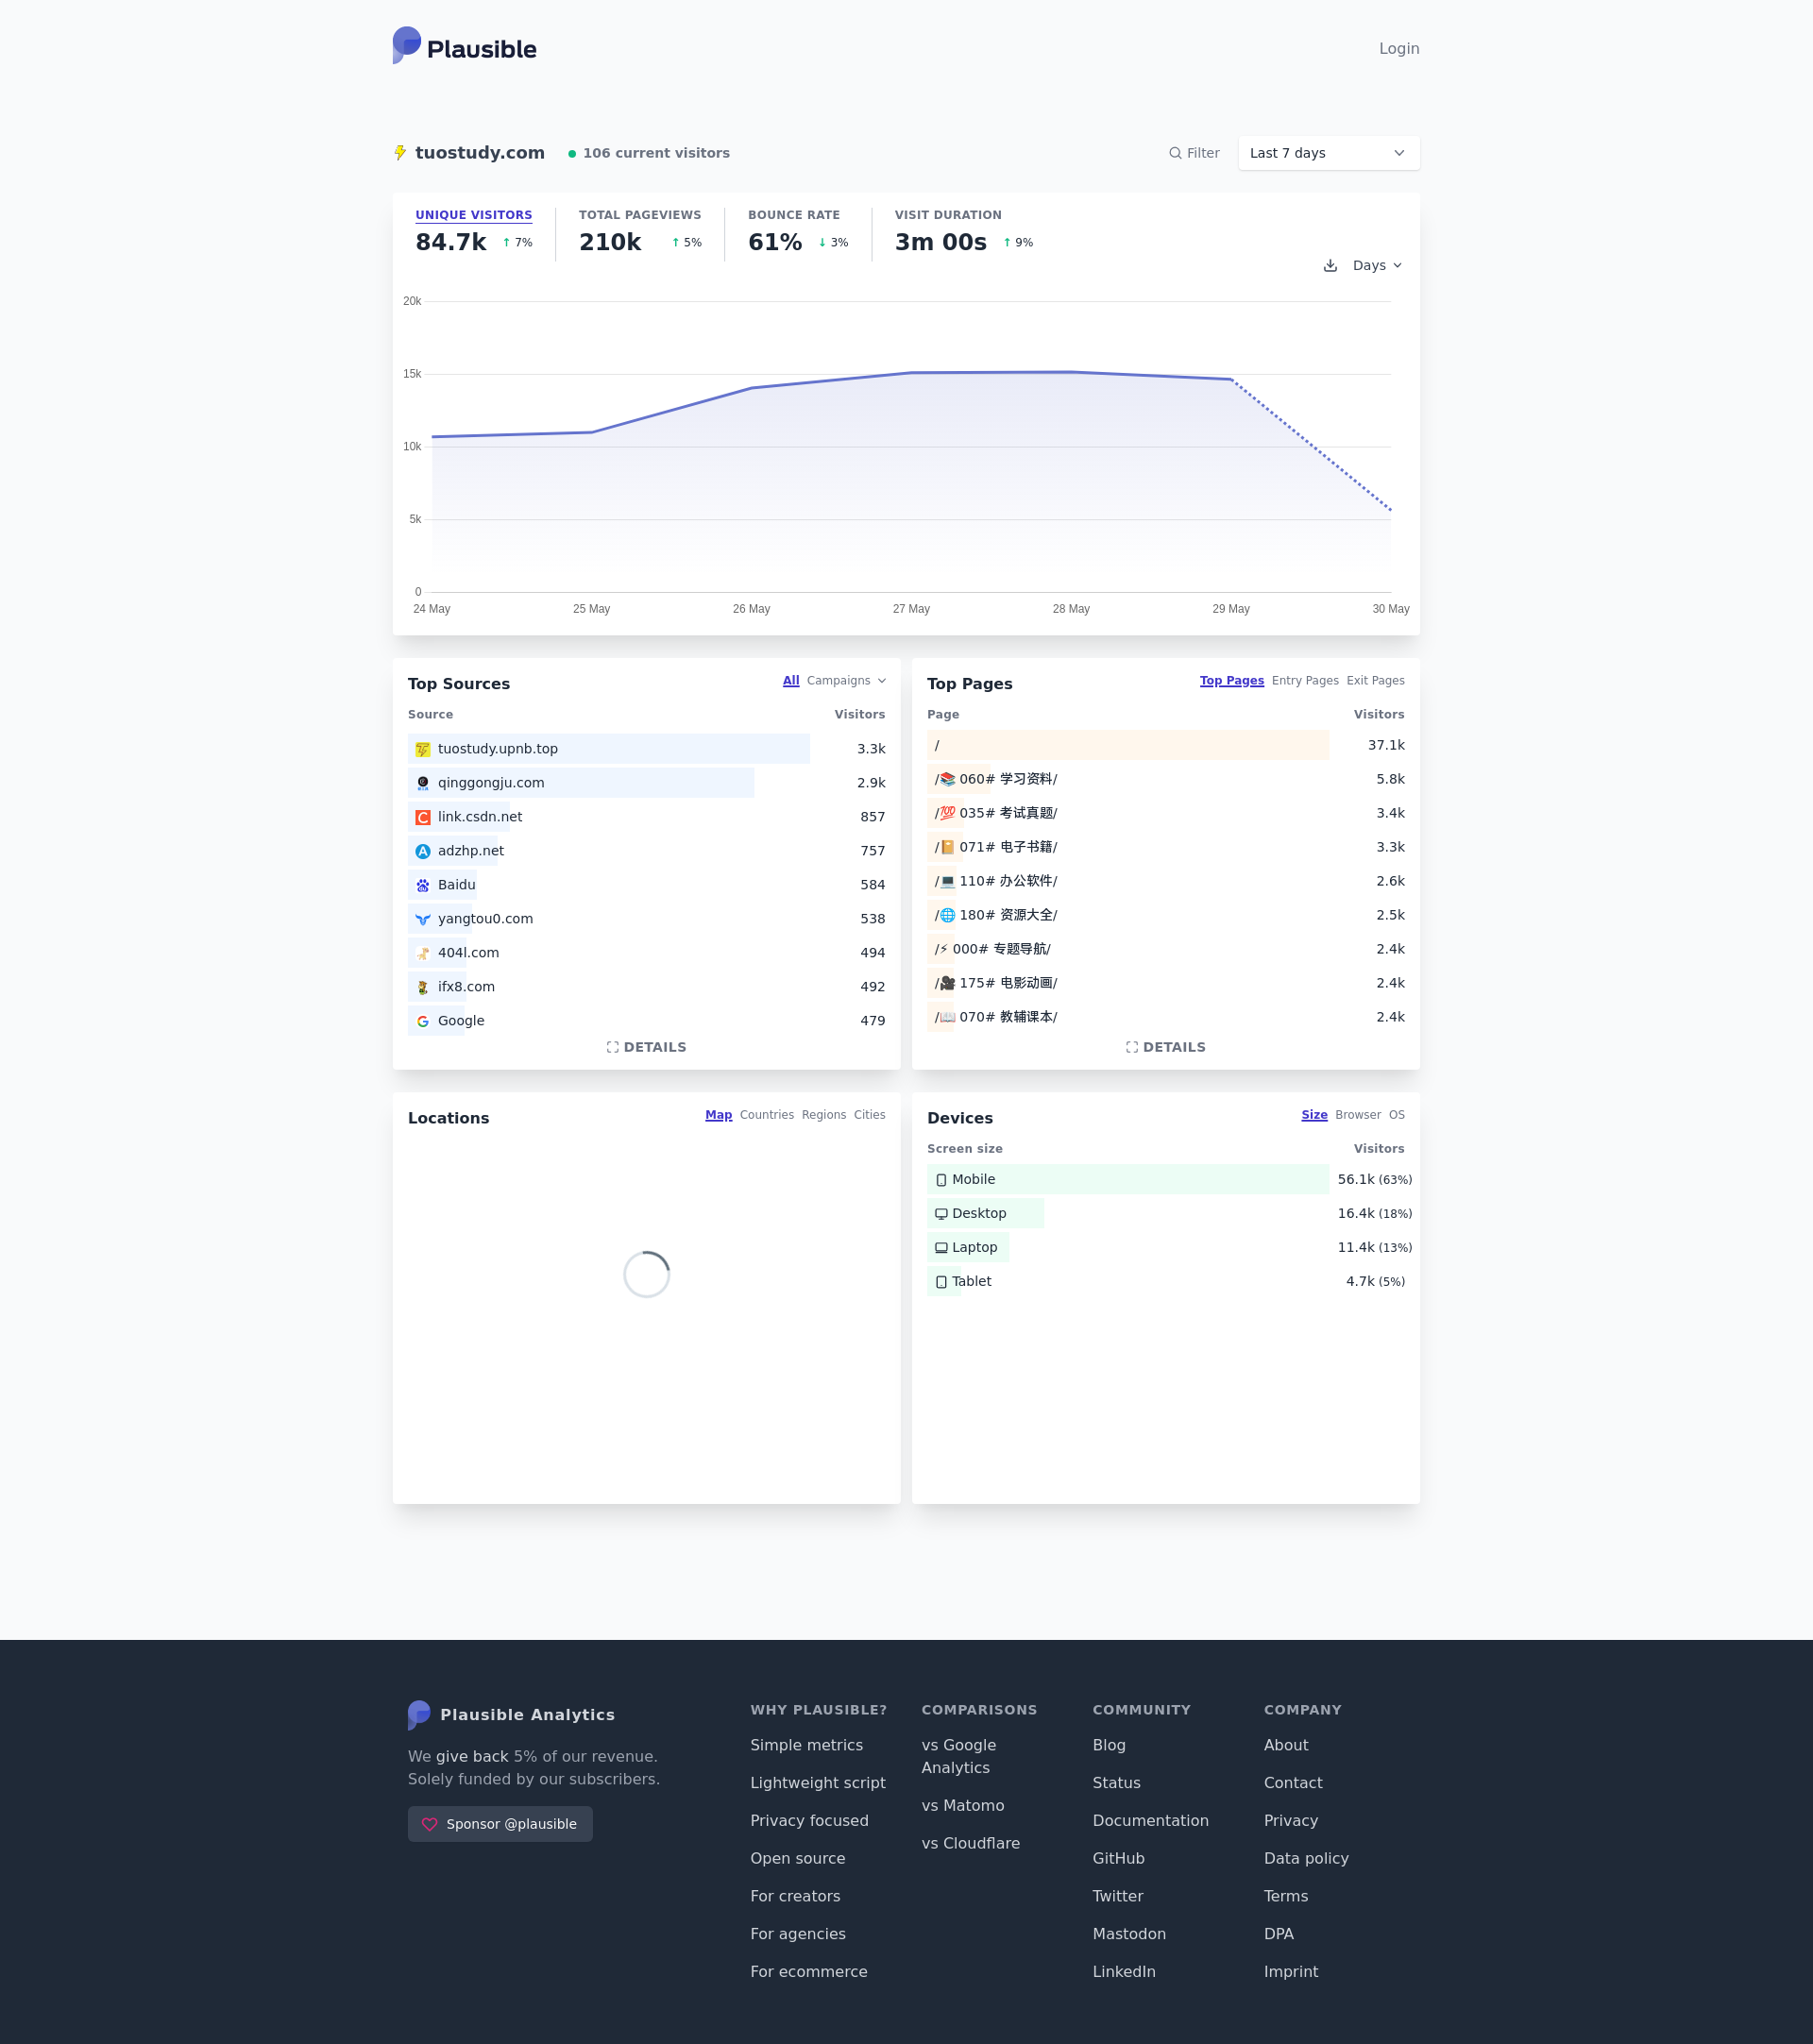 Plausible
Login
tuostudy.com
106 current visitors
Filter
Last 7 days
UNIQUE VISITORS
84.7k ↑ 7%
TOTAL PAGEVIEWS
210k ↑ 5%
BOUNCE RATE
61% ↓ 3%
VISIT DURATION
3m 00s ↑ 9%
Days
20k
15k
10k
5k
0
24 May
25 May
26 May
27 May
28 May
29 May
30 May
Top Sources
All Campaigns
Source Visitors
tuostudy.upnb.top 3.3k
qinggongju.com 2.9k
link.csdn.net 857
adzhp.net 757
Baidu 584
yangtou0.com 538
404l.com 494
ifx8.com 492
Google 479
DETAILS
Top Pages
Top Pages Entry Pages Exit Pages
Page Visitors
/ 37.1k
/📚 060# 学习资料/ 5.8k
/💯 035# 考试真题/ 3.4k
/📔 071# 电子书籍/ 3.3k
/💻 110# 办公软件/ 2.6k
/🌐 180# 资源大全/ 2.5k
/⚡ 000# 专题导航/ 2.4k
/🎥 175# 电影动画/ 2.4k
/📖 070# 教辅课本/ 2.4k
DETAILS
Locations
Map Countries Regions Cities
Devices
Size Browser OS
Screen size Visitors
Mobile 56.1k (63%)
Desktop 16.4k (18%)
Laptop 11.4k (13%)
Tablet 4.7k (5%)
Plausible Analytics
We give back 5% of our revenue.
Solely funded by our subscribers.
Sponsor @plausible
WHY PLAUSIBLE?
Simple metrics
Lightweight script
Privacy focused
Open source
For creators
For agencies
For ecommerce
COMPARISONS
vs Google
Analytics
vs Matomo
vs Cloudflare
COMMUNITY
Blog
Status
Documentation
GitHub
Twitter
Mastodon
LinkedIn
COMPANY
About
Contact
Privacy
Data policy
Terms
DPA
Imprint